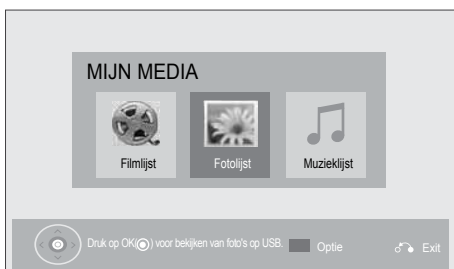 MIJN MEDIA
Filmlijst Fotolijst Muzieklijst
Druk op OK(◉) voor bekijken van foto's op USB. Optie Exit